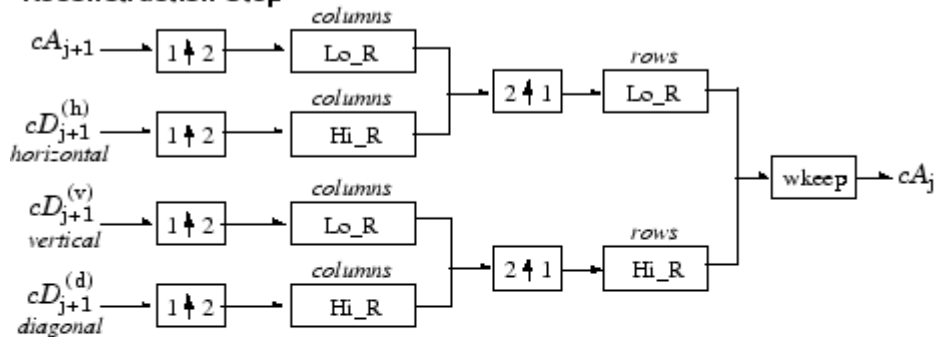 Reconstruction Step
columns
cA_{j+1} 1↑2 Lo_R
rows
columns
2↑1 Lo_R
cD_{j+1}^{(h)} 1↑2 Hi_R
horizontal
wkeep cA_j
columns
cD_{j+1}^{(v)} 1↑2 Lo_R
vertical
rows
columns
2↑1 Hi_R
cD_{j+1}^{(d)} 1↑2 Hi_R
diagonal